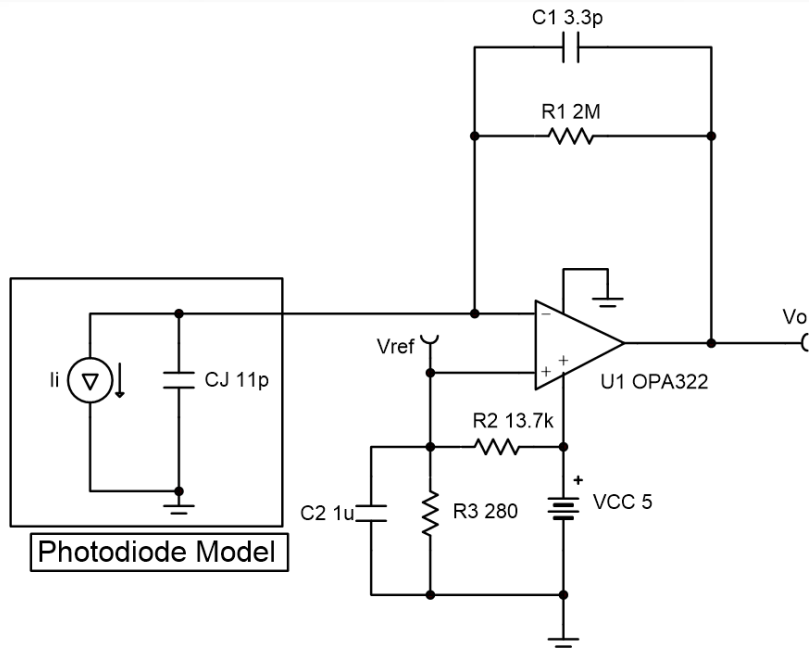 C1 3.3p
R1 2M
Vo
Vref
Ii
CJ 11p
U1 OPA322
R2 13.7k
+
VCC 5
C2 1u
R3 280
Photodiode Model